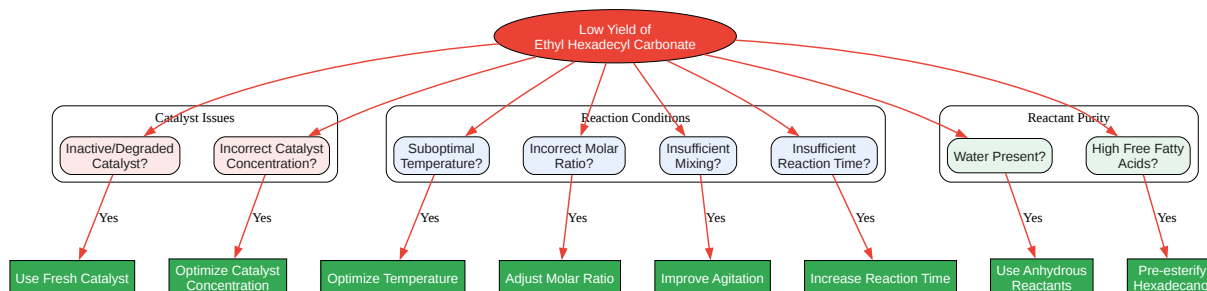 Low Yield of
Ethyl Hexadecyl Carbonate
Catalyst Issues
Reaction Conditions
Reactant Purity
Inactive/Degraded
Catalyst?
Incorrect Catalyst
Concentration?
Suboptimal
Temperature?
Incorrect Molar
Ratio?
Insufficient
Mixing?
Insufficient
Reaction Time?
Water Present?
High Free Fatty
Acids?
Yes
Yes
Yes
Yes
Yes
Yes
Yes
Yes
Use Fresh Catalyst
Optimize Catalyst
Concentration
Optimize Temperature
Adjust Molar Ratio
Improve Agitation
Increase Reaction Time
Use Anhydrous
Reactants
Pre-esterify